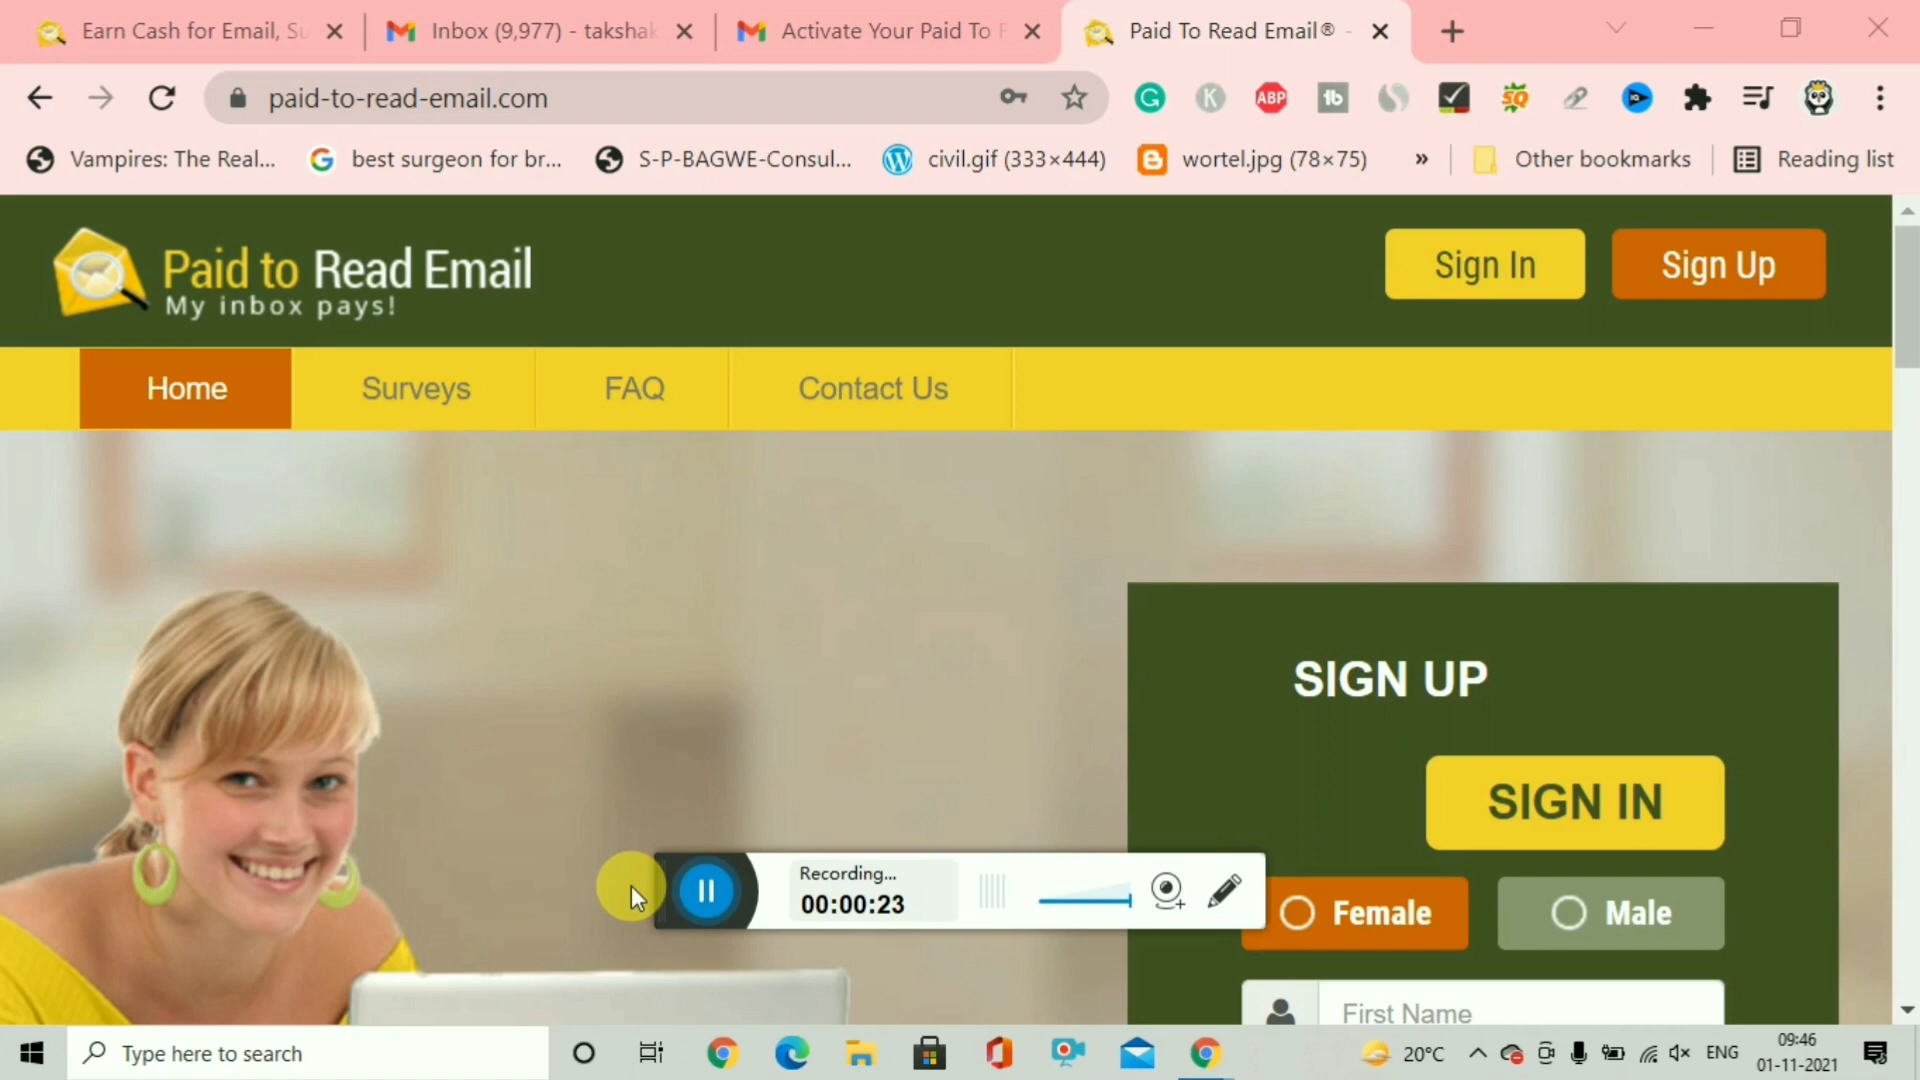 Earn Cash for Email, Su
Inbox (9,977) - takshak
Activate Your Paid To R
Paid To Read Email® -
paid-to-read-email.com
ABP
Vampires: The Real...
best surgeon for br...
S-P-BAGWE-Consul...
civil.gif (333×444)
wortel.jpg (78×75)
»
Other bookmarks
Reading list
Paid to Read Email
My inbox pays!
Sign In
Sign Up
Home
Surveys
FAQ
Contact Us
SIGN UP
SIGN IN
Recording...
00:00:23
Female
Male
First Name
Type here to search
20°C
ENG
09:46
01-11-2021